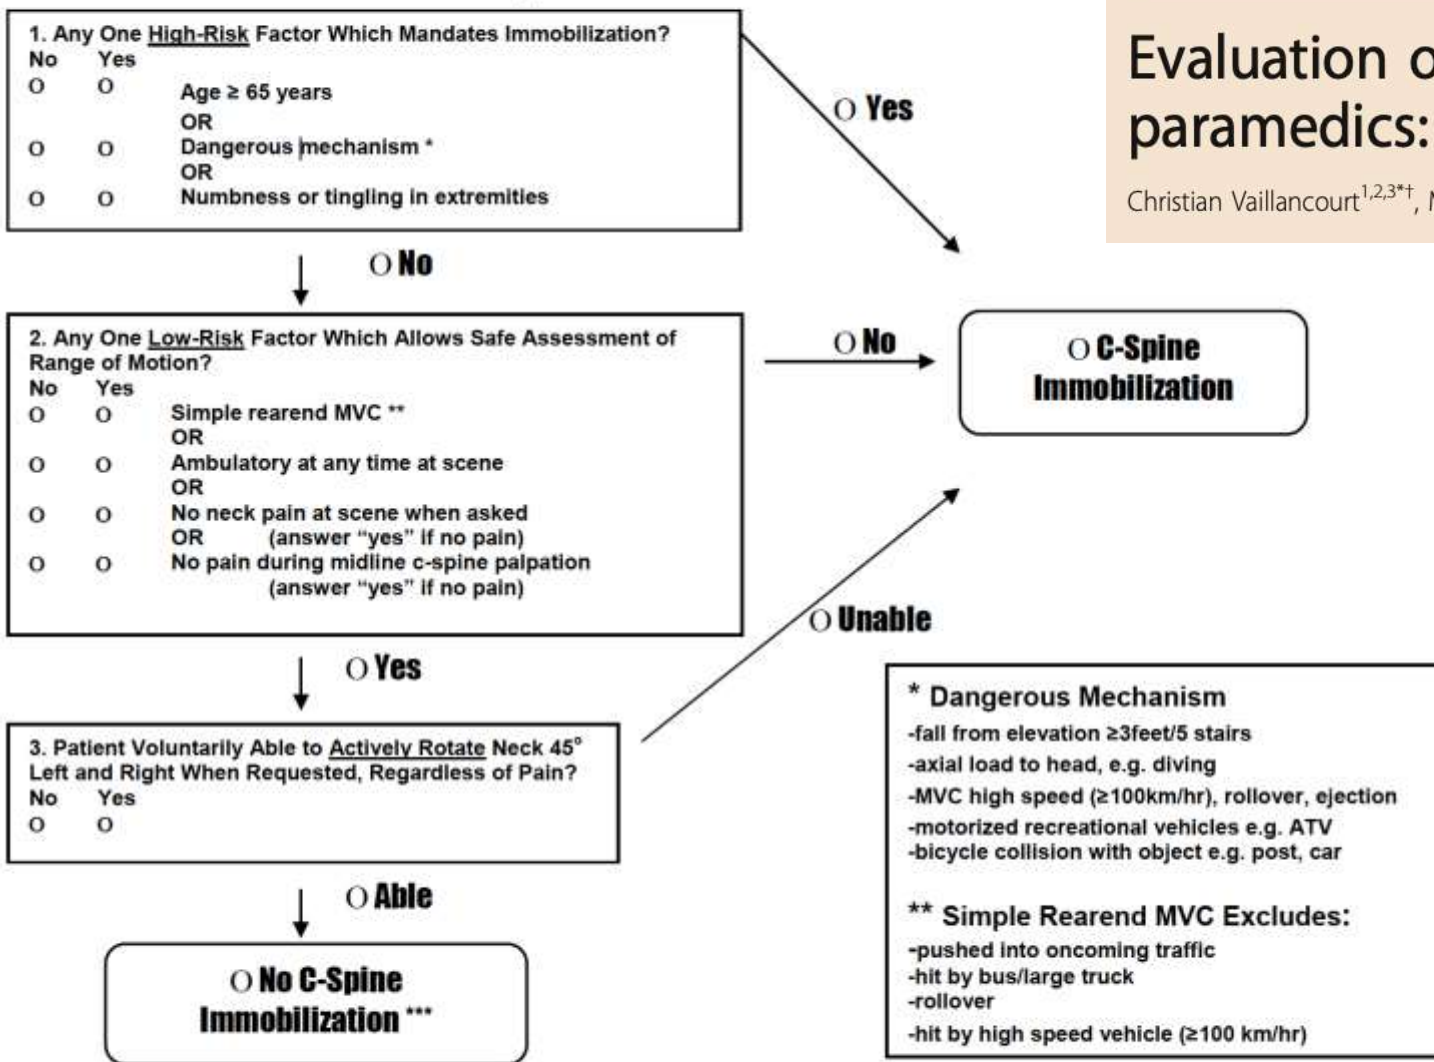 1. Any One High-Risk Factor Which Mandates Immobilization?
No Yes
O O Age ≥ 65 years
OR
O O Dangerous mechanism *
OR
O O Numbness or tingling in extremities
O Yes
Evaluation
paramedics:
Christian Vaillancourt1,2,3*†,
O No
2. Any One Low-Risk Factor Which Allows Safe Assessment of
Range of Motion?
No Yes
O O Simple rearend MVC **
OR
O O Ambulatory at any time at scene
OR
O O No neck pain at scene when asked
OR (answer “yes” if no pain)
O O No pain during midline c-spine palpation
(answer “yes” if no pain)
O No
O C-Spine
Immobilization
O Yes
O Unable
3. Patient Voluntarily Able to Actively Rotate Neck 45°
Left and Right When Requested, Regardless of Pain?
No Yes
O O
O Able
O No C-Spine
Immobilization ***
* Dangerous Mechanism
-fall from elevation ≥3feet/5 stairs
-axial load to head, e.g. diving
-MVC high speed (≥100km/hr), rollover, ejection
-motorized recreational vehicles e.g. ATV
-bicycle collision with object e.g. post, car
** Simple Rearend MVC Excludes:
-pushed into oncoming traffic
-hit by bus/large truck
-rollover
-hit by high speed vehicle (≥100 km/hr)